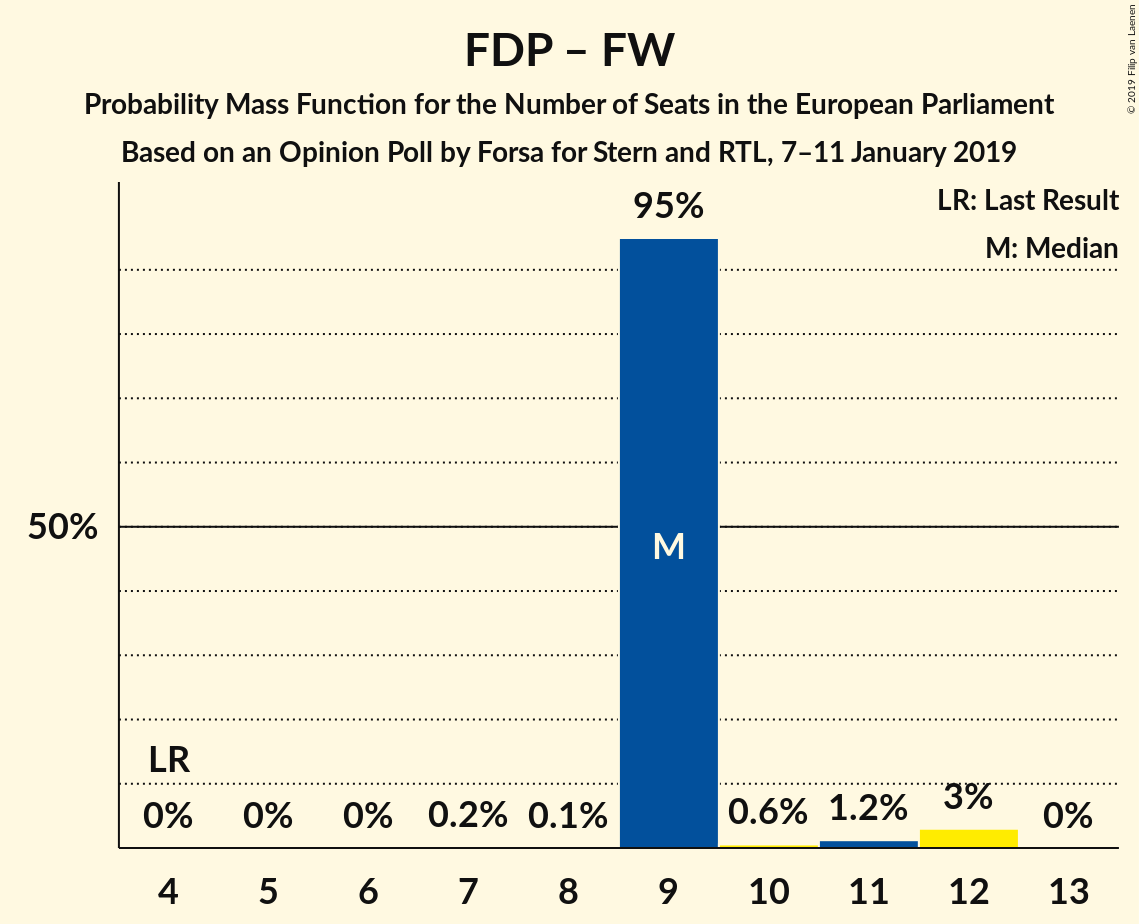 FDP – FW
Probability Mass Function for the Number of Seats in the European Parliament
Based on an Opinion Poll by Forsa for Stern and RTL, 7–11 January 2019
© 2019 Filip van Laenen
LR: Last Result
M: Median
95%
50%
M
LR
0% 0% 0% 0.2% 0.1% 0.6% 1.2% 3% 0%
4 5 6 7 8 9 10 11 12 13